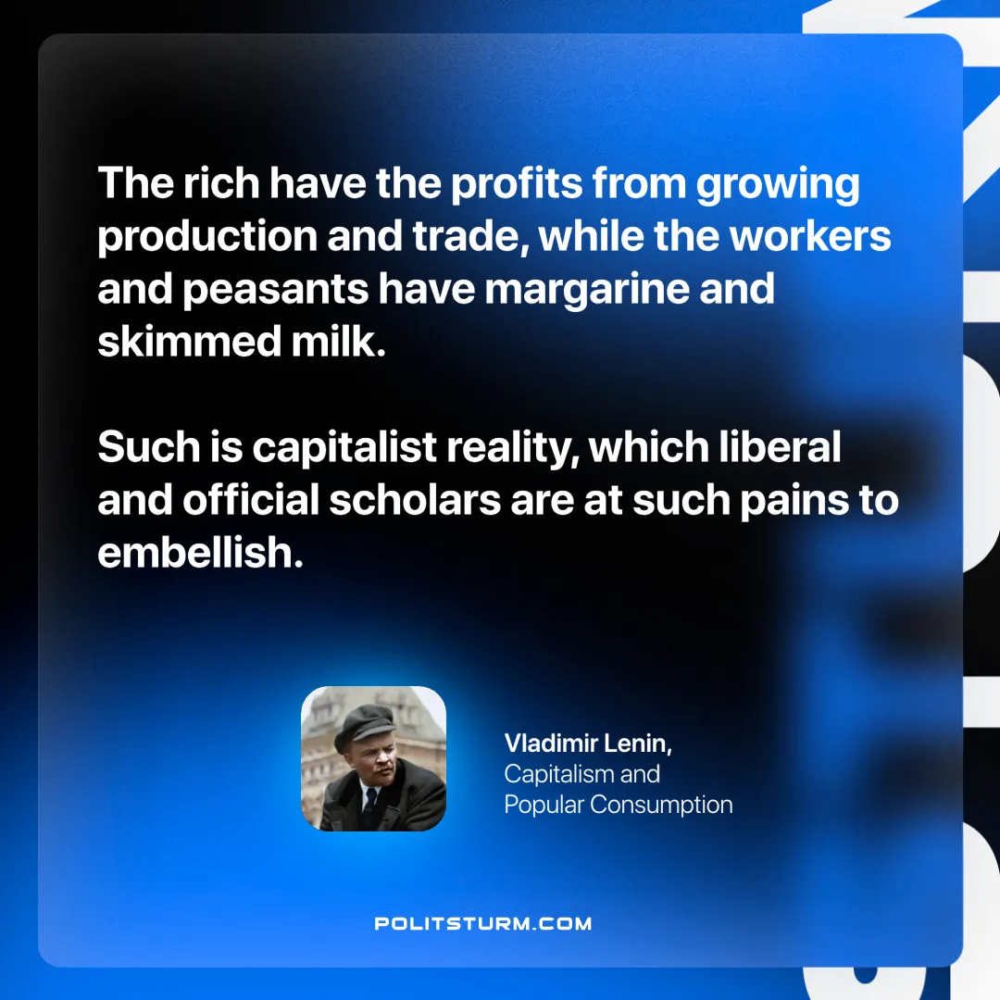 The rich have the profits from growing
production and trade, while the workers
and peasants have margarine and
skimmed milk.
Such is capitalist reality, which liberal
and official scholars are at such pains to
embellish.
Vladimir Lenin,
Capitalism and
Popular Consumption
POLITSTURM.COM